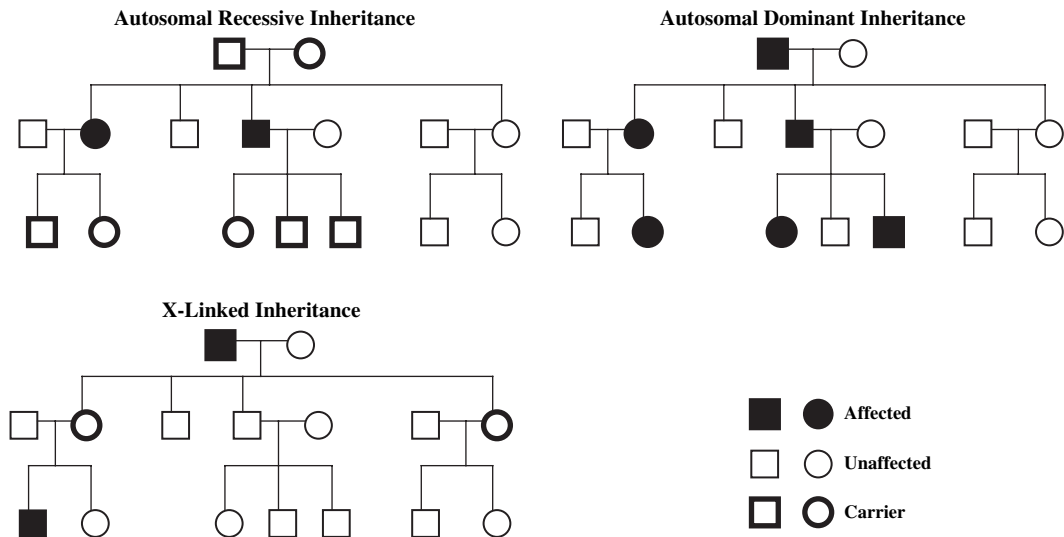 Autosomal Recessive Inheritance
Autosomal Dominant Inheritance
X-Linked Inheritance
Affected
Unaffected
Carrier